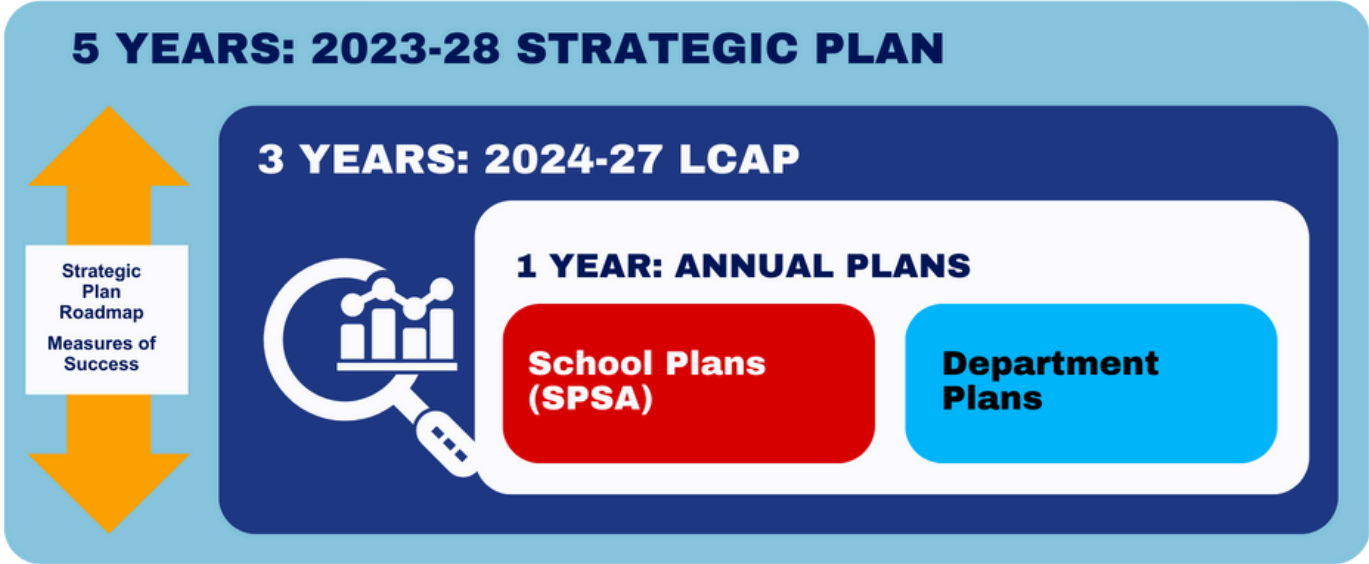 5 YEARS: 2023-28 STRATEGIC PLAN
3 YEARS: 2024-27 LCAP
Strategic
Plan
Roadmap
Measures of
Success
1 YEAR: ANNUAL PLANS
School Plans
(SPSA)
Department
Plans